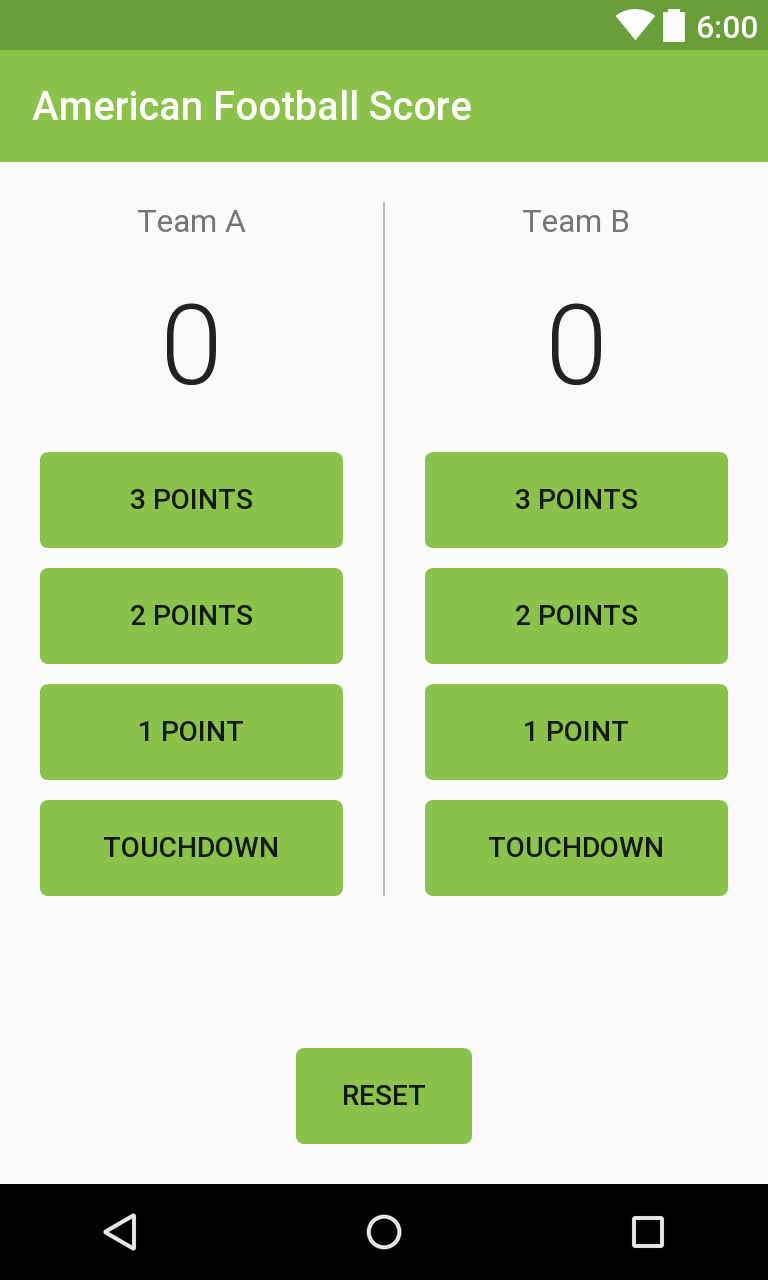 6:00
American Football Score
Team A
0
3 POINTS
2 POINTS
1 POINT
TOUCHDOWN
Team B
0
3 POINTS
2 POINTS
1 POINT
TOUCHDOWN
RESET